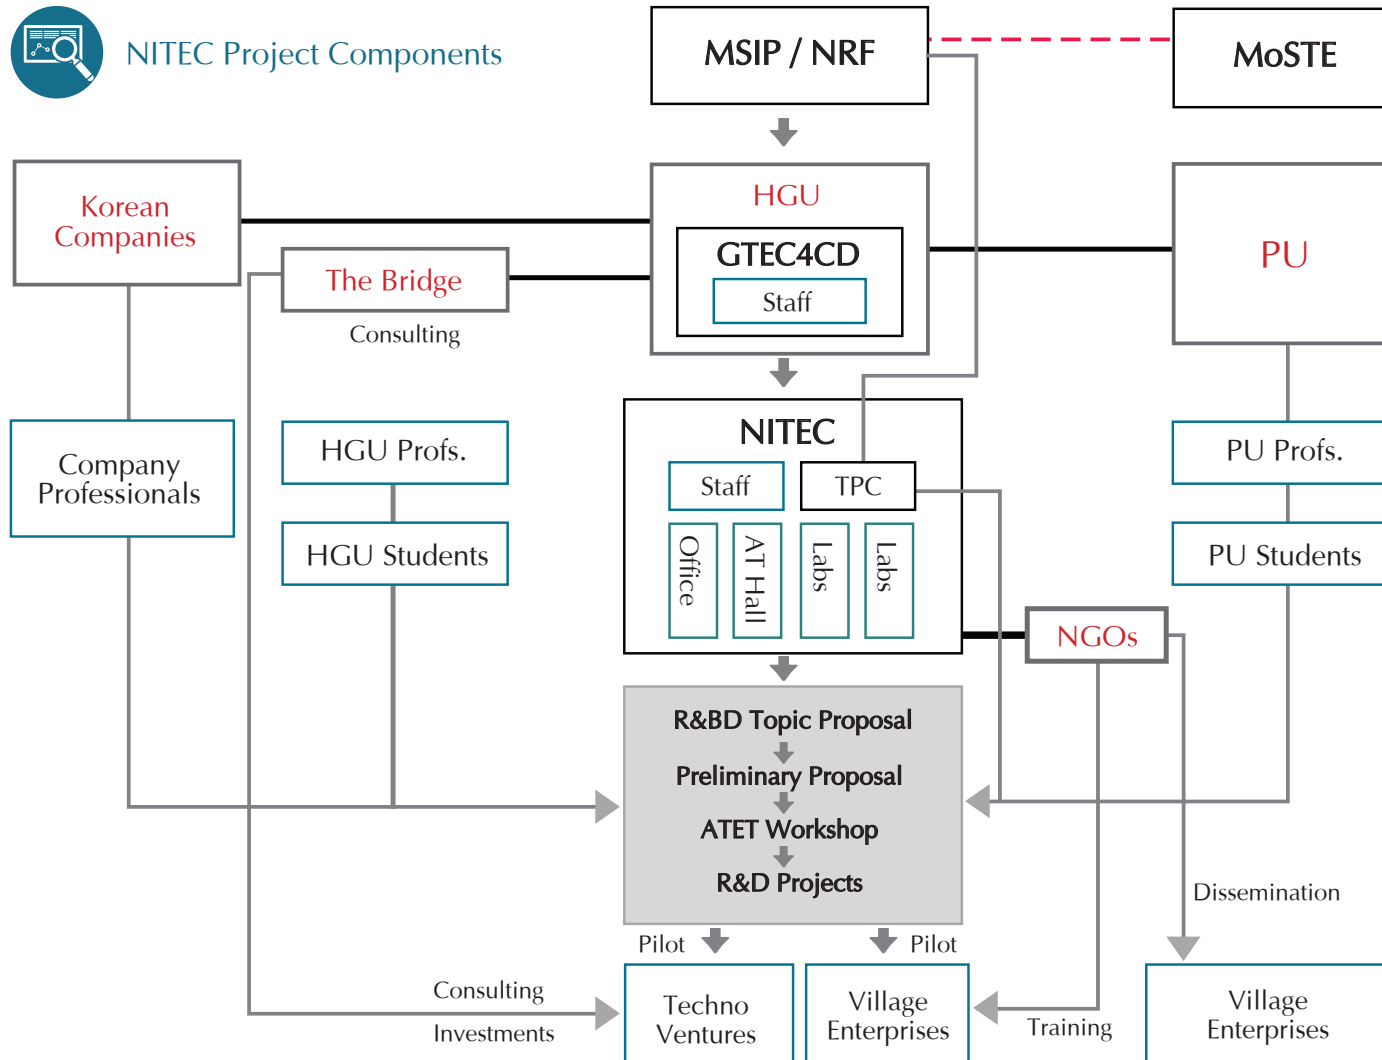 NITEC Project Components
MSIP / NRF
MoSTE
Korean
Companies
HGU
GTEC4CD
Staff
The Bridge
Consulting
PU
Company
Professionals
HGU Profs.
HGU Students
NITEC
Staff
TPC
Office
AT Hall
Labs
Labs
PU Profs.
PU Students
NGOs
R&BD Topic Proposal
Preliminary Proposal
ATET Workshop
R&D Projects
Dissemination
Pilot
Pilot
Consulting
Investments
Techno
Ventures
Village
Enterprises
Training
Village
Enterprises